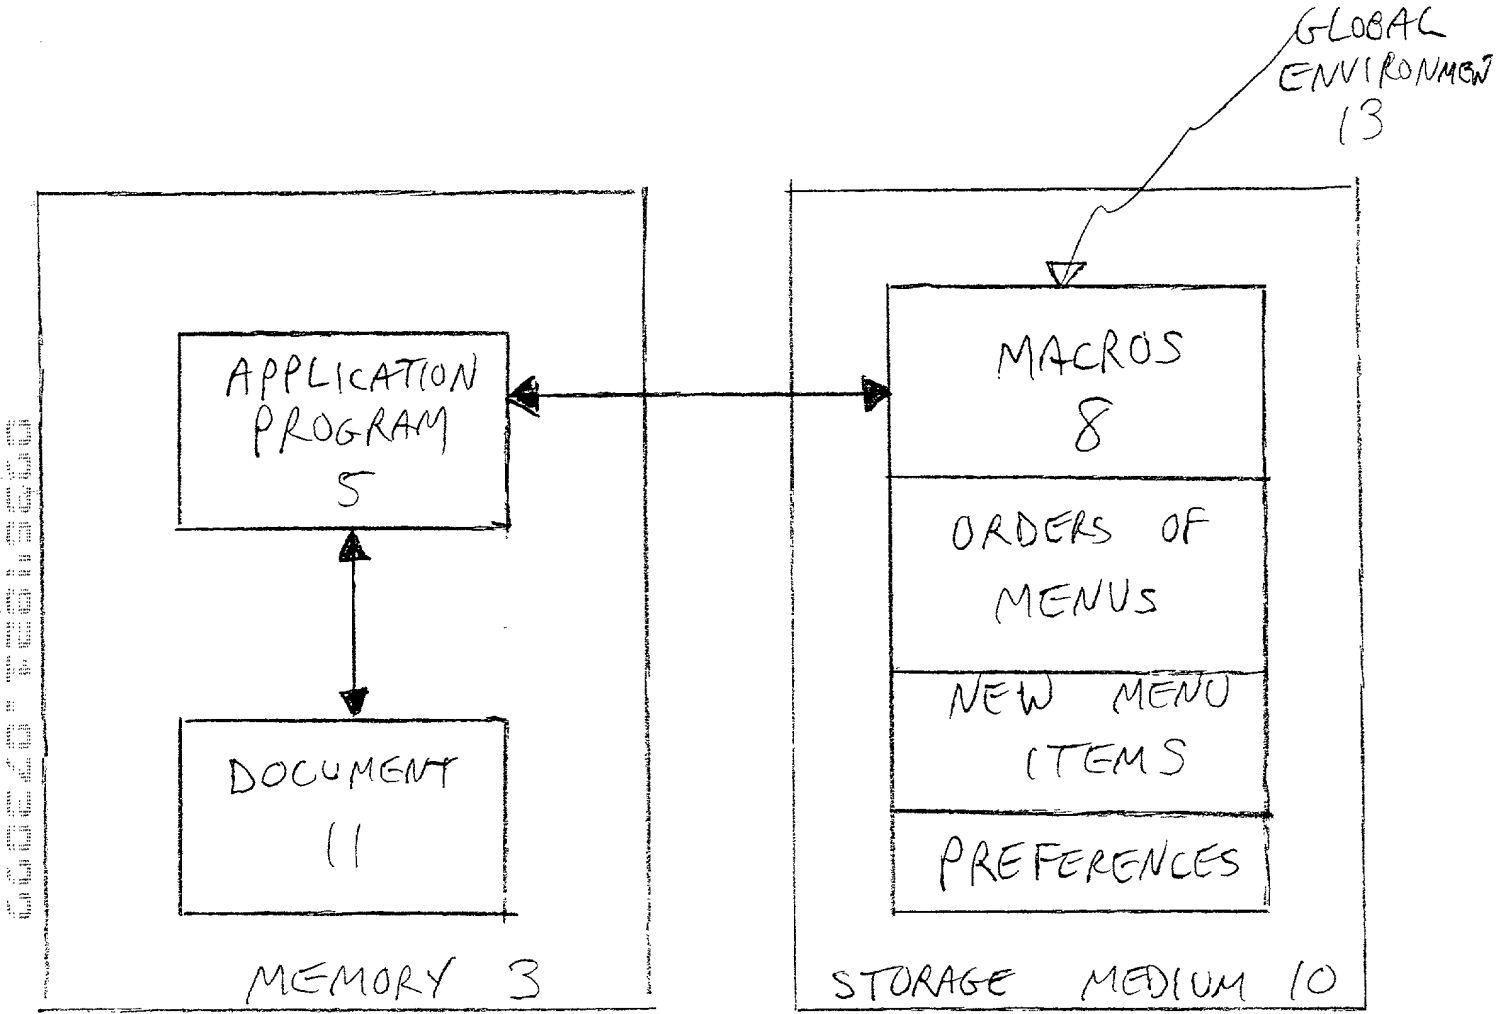 GLOBAL
ENVIRONMEN
13
APPLICATION
PROGRAM
5
MACROS
8
ORDERS OF
MENUS
NEW MENU
ITEMS
DOCUMENT
11
PREFERENCES
MEMORY 3
STORAGE MEDIUM 10